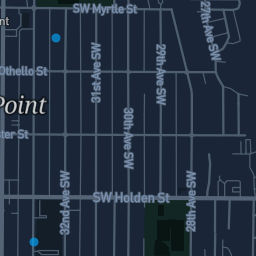 SW Myrtle St
nt
Othello St
31st Ave SW
29th Ave SW
27th Ave SW
Point
30th Ave SW
ster St
32nd Ave SW
SW Holden St
28th Ave SW